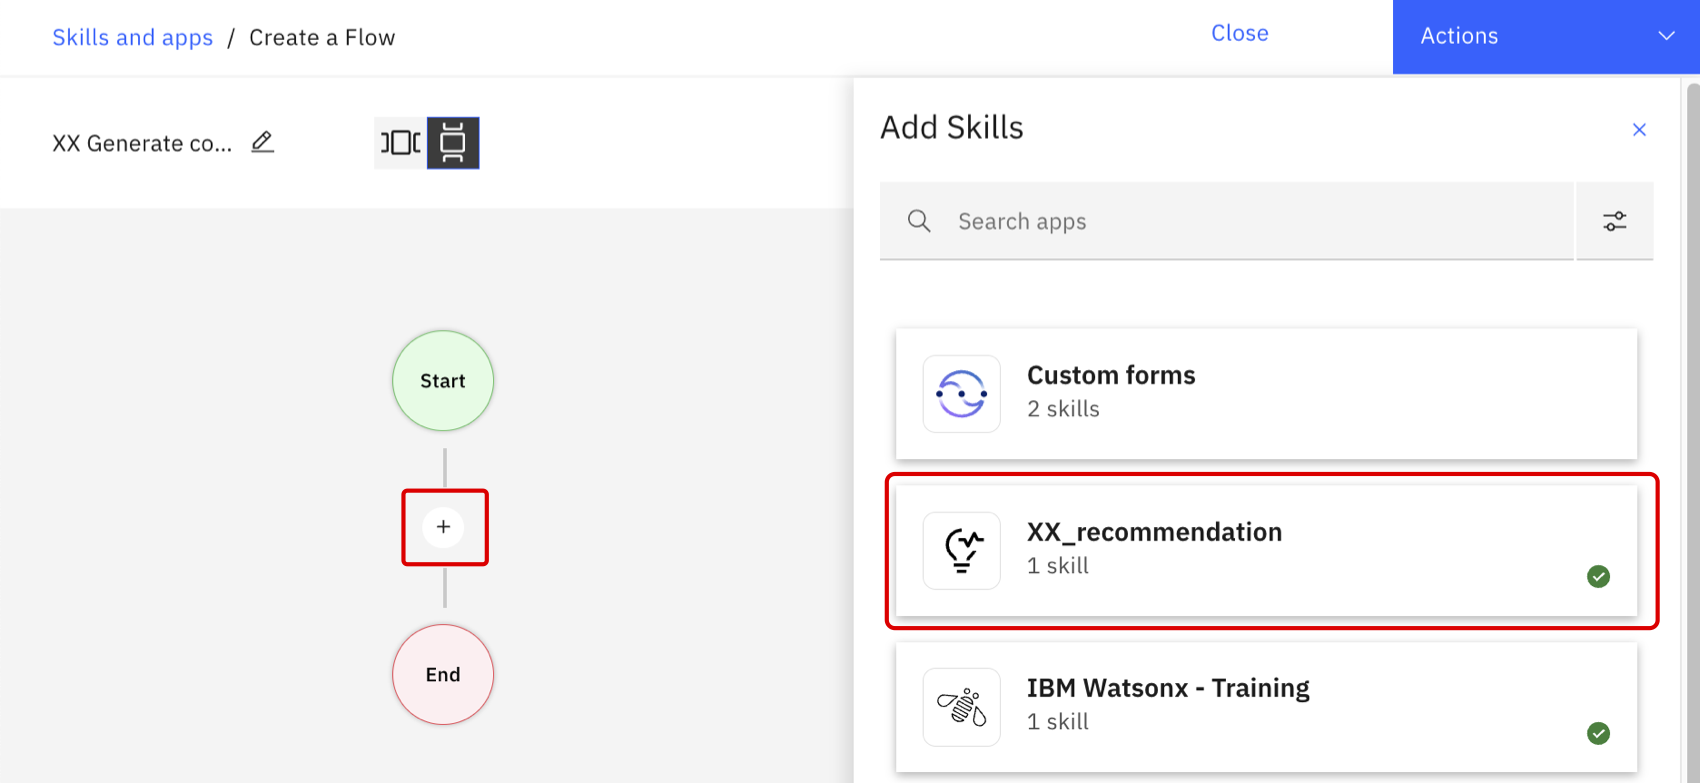 Skills and apps / Create a Flow
Close
Actions
XX Generate co...
Add Skills
Search apps
Start
+
End
Custom forms
2 skills
XX_recommendation
1 skill
IBM Watsonx - Training
1 skill